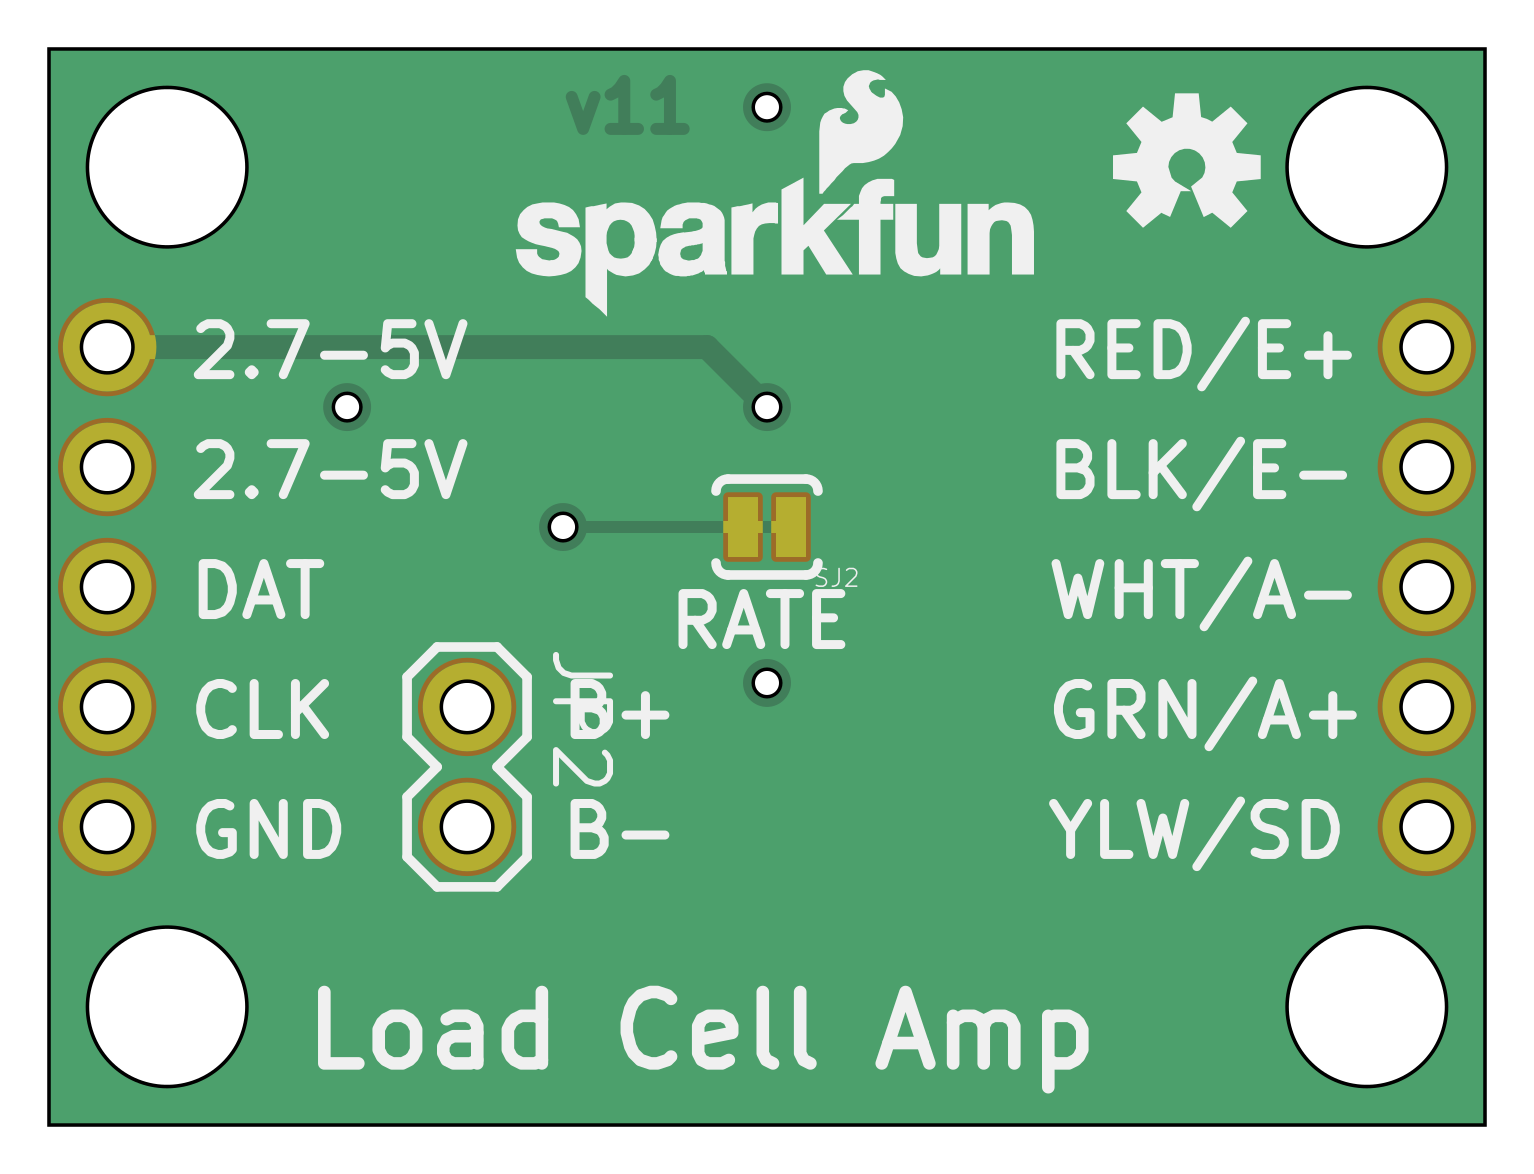 v11
sparkfun
2.7-5V
RED/E+
2.7-5V
BLK/E-
SJ2
DAT
RATE
WHT/A-
CLK
JP2
B+
GRN/A+
GND
B-
YLW/SD
Load Cell Amp